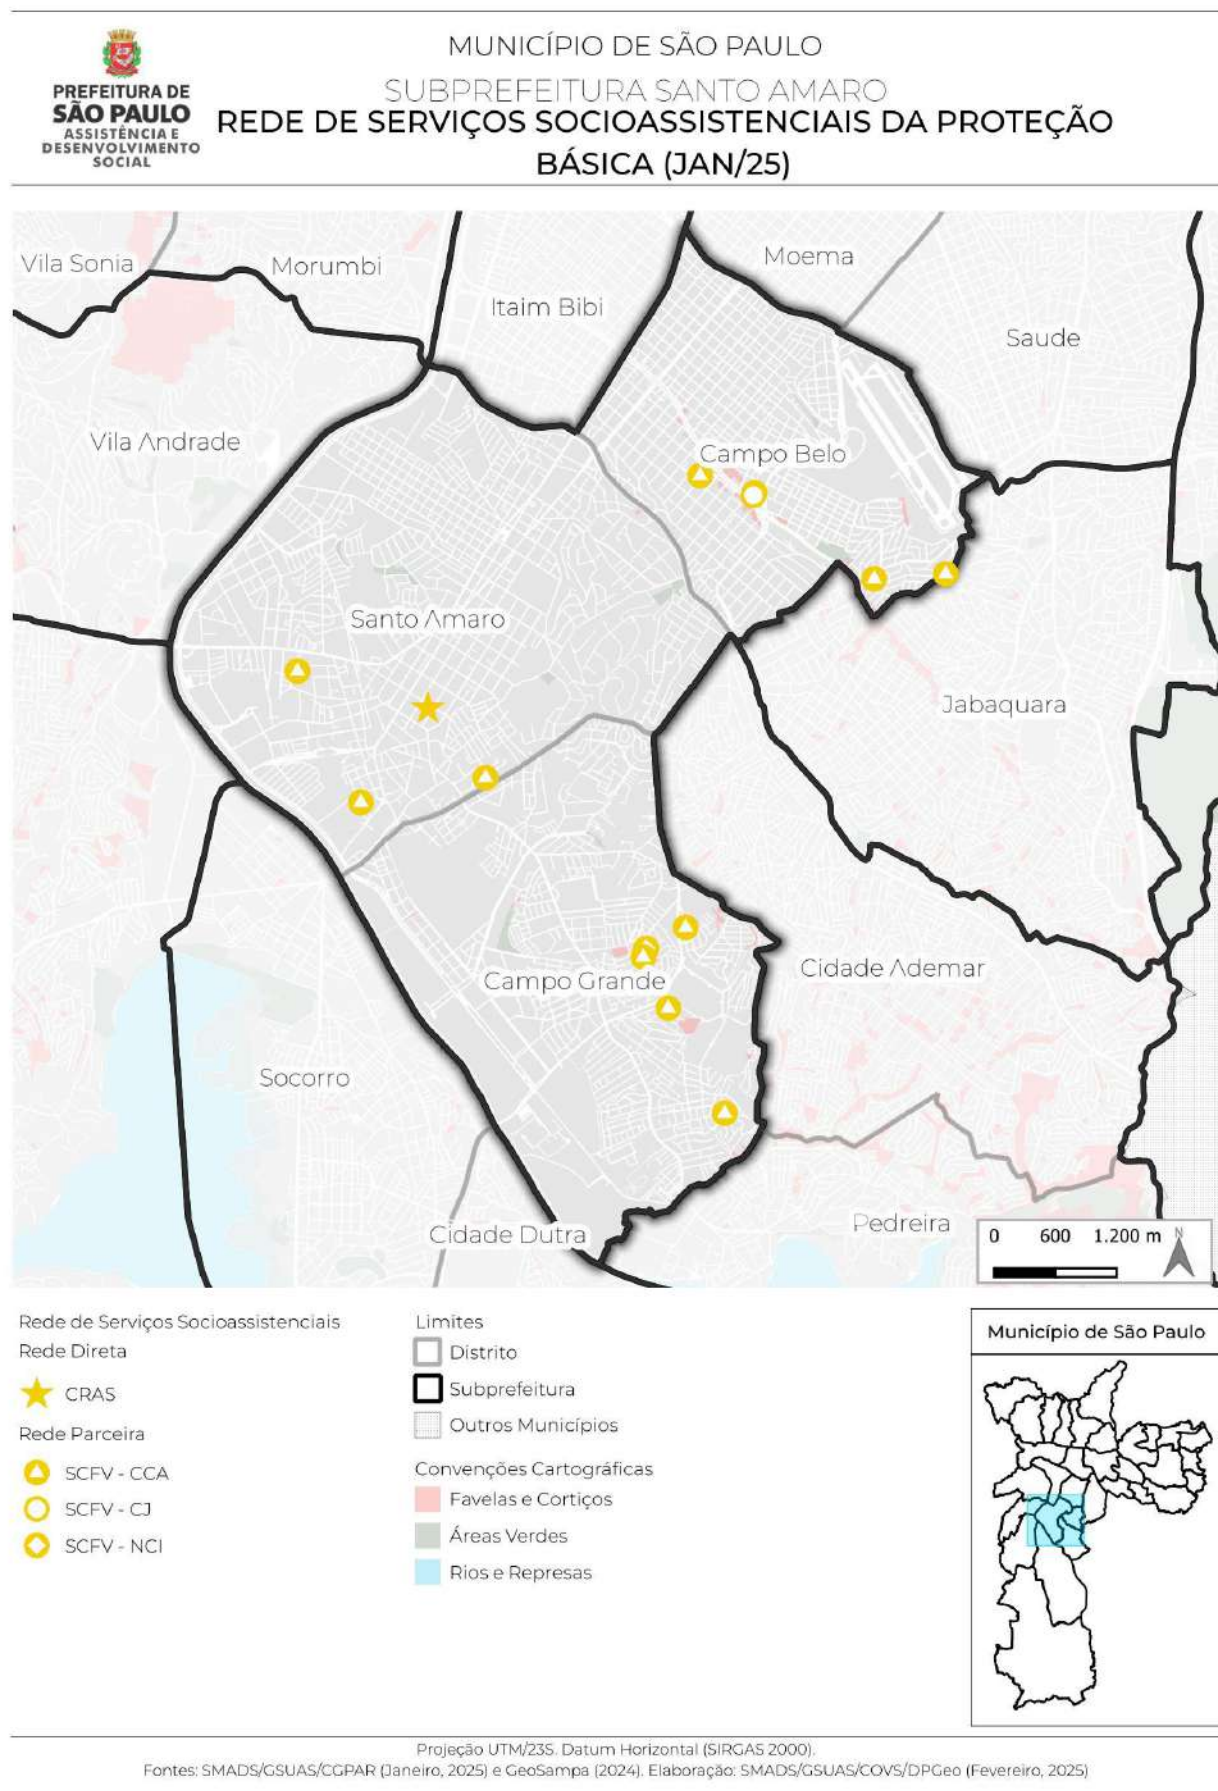 PREFEITURA DE
SÃO PAULO
ASSISTÊNCIA E
DESENVOLVIMENTO
SOCIAL
MUNICÍPIO DE SÃO PAULO
SUBPREFEITURA SANTO AMARO
REDE DE SERVIÇOS SOCIOASSISTENCIAIS DA PROTEÇÃO
BÁSICA (JAN/25)
Vila Sonia
Morumbi
Moema
Itaim Bibi
Saude
Vila Andrade
Campo Belo
Santo Amaro
Jabaquara
Campo Grande
Cidade Ademar
Socorro
Cidade Dutra
Pedreira
0 600 1.200 m
N
Rede de Serviços Socioassistenciais
Rede Direta
CRAS
Rede Parceira
SCFV - CCA
SCFV - CJ
SCFV - NCI
Limites
Distrito
Subprefeitura
Outros Municípios
Convenções Cartográficas
Favelas e Cortiços
Áreas Verdes
Rios e Represas
Município de São Paulo
Projeção UTM/23S. Datum Horizontal (SIRGAS 2000).
Fontes: SMADS/GSUAS/CGPAR (Janeiro, 2025) e GeoSampa (2024). Elaboração: SMADS/GSUAS/COVS/DPGeo (Fevereiro, 2025)